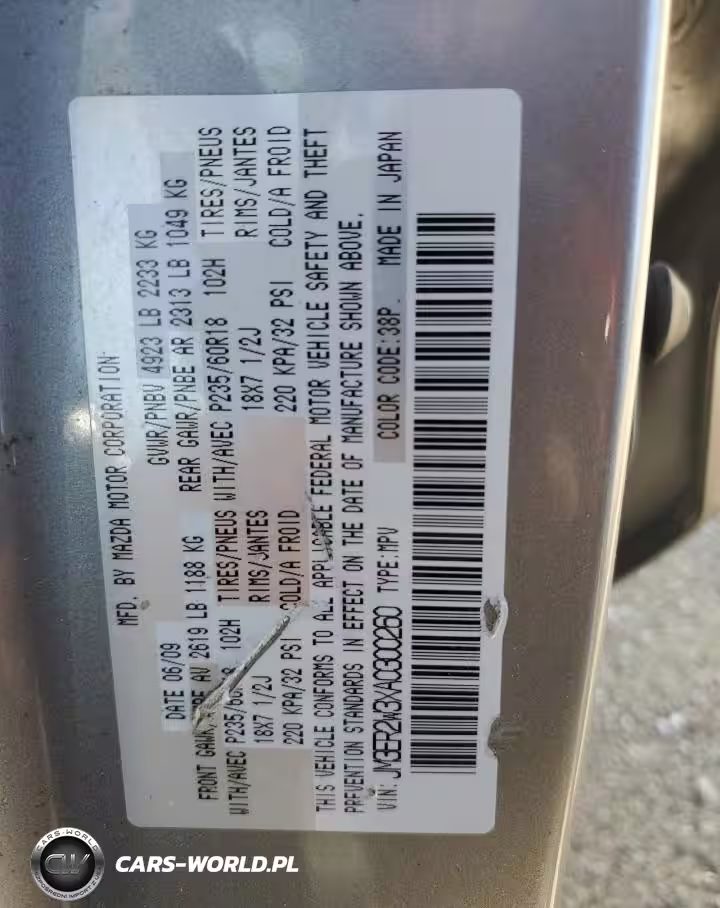 MFD. BY MAZDA MOTOR CORPORATION
DATE 06/09 GVWR/PNBV 4923 LB 2233 KG
FRONT AV 2619 LB 1188 KG REAR GAWR/PNBE AR 2313 LB 1049 KG
WITH/AVEC 102H TIRES/PNEUS WITH/AVEC P235/60R18 102H TIRES/PNEUS
18X7 1/2J RIMS/JANTES 18X7 1/2J RIMS/JANTES
220 KPA/32 PSI COLD/A FROID 220 KPA/32 PSI COLD/A FROID
THIS VEHICLE CONFORMS TO ALL APPLICABLE FEDERAL MOTOR VEHICLE SAFETY AND THEFT
PREVENTION STANDARDS IN EFFECT ON THE DATE OF MANUFACTURE SHOWN ABOVE.
VIN: JM3ER2W3XA0300260 TYPE:MPV COLOR CODE:38P. MADE IN JAPAN
CARS-WORLD
CW
CARS-WORLD.PL